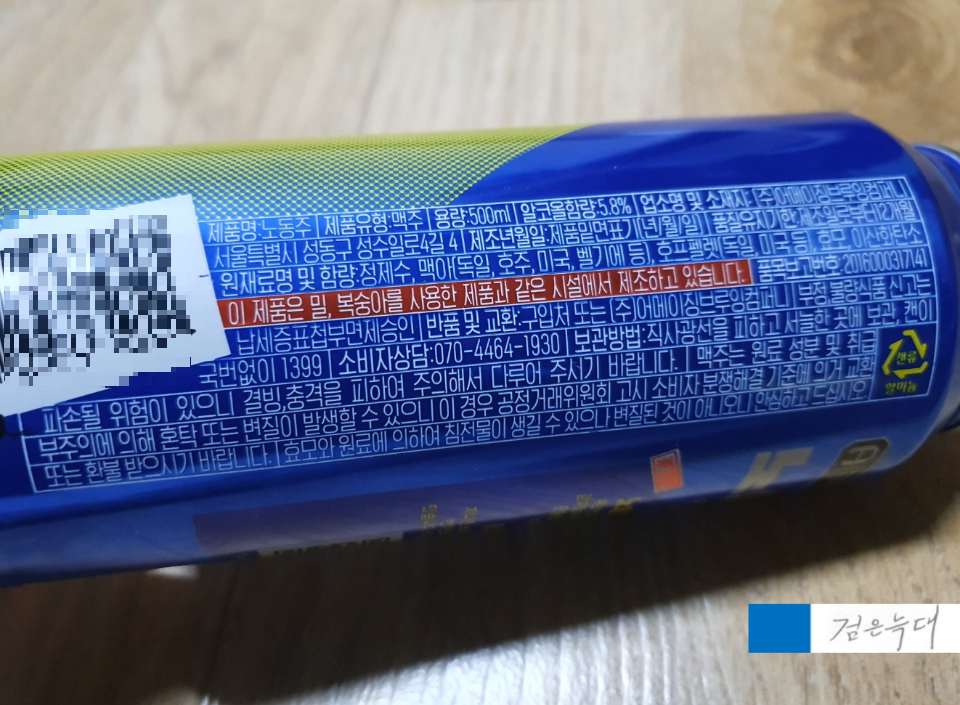 제품명:노동주 제품유형:맥주 용량:500ml 알코올함량:5.8% 업소명 및 소재지: (주)어메이징브루잉컴퍼니
서울특별시 성동구 성수일로4길 4 제조년월일:제품밑면표기(년/월/일) 품질유지기한:제조일로부터12개월
원재료명 및 함량:정제수, 맥아(독일, 호주, 미국, 벨기에 등), 호프펠렛(독일, 미국 등), 효모, 이산화탄소
이 제품은 밀, 복숭아를 사용한 제품과 같은 시설에서 제조하고 있습니다. 품목보고번호:2016000317141
납세증표첩부면제승인 반품 및 교환:구입처 또는 (주)어메이징브루잉컴퍼니 부정·불량식품 신고는
국번없이 1399 소비자상담:070-4464-1930 보관방법:직사광선을 피하고 서늘한 곳에 보관, 캔이
파손될 위험이 있으니 결빙,충격을 피하여 주의해서 다루어 주시기 바랍니다. 맥주는 원료 성분 및 취급
부주의에 의해 혼탁 또는 변질이 발생할 수 있으니 이 경우 공정거래위원회 고시 소비자 분쟁해결 기준에 의거 교환
또는 환불 받으시기 바랍니다. 효모와 원료에 의하여 침전물이 생길 수 있으나 변질된 것이 아니오니 안심하고 드십시오.
캔류
알미늄
검은늑대